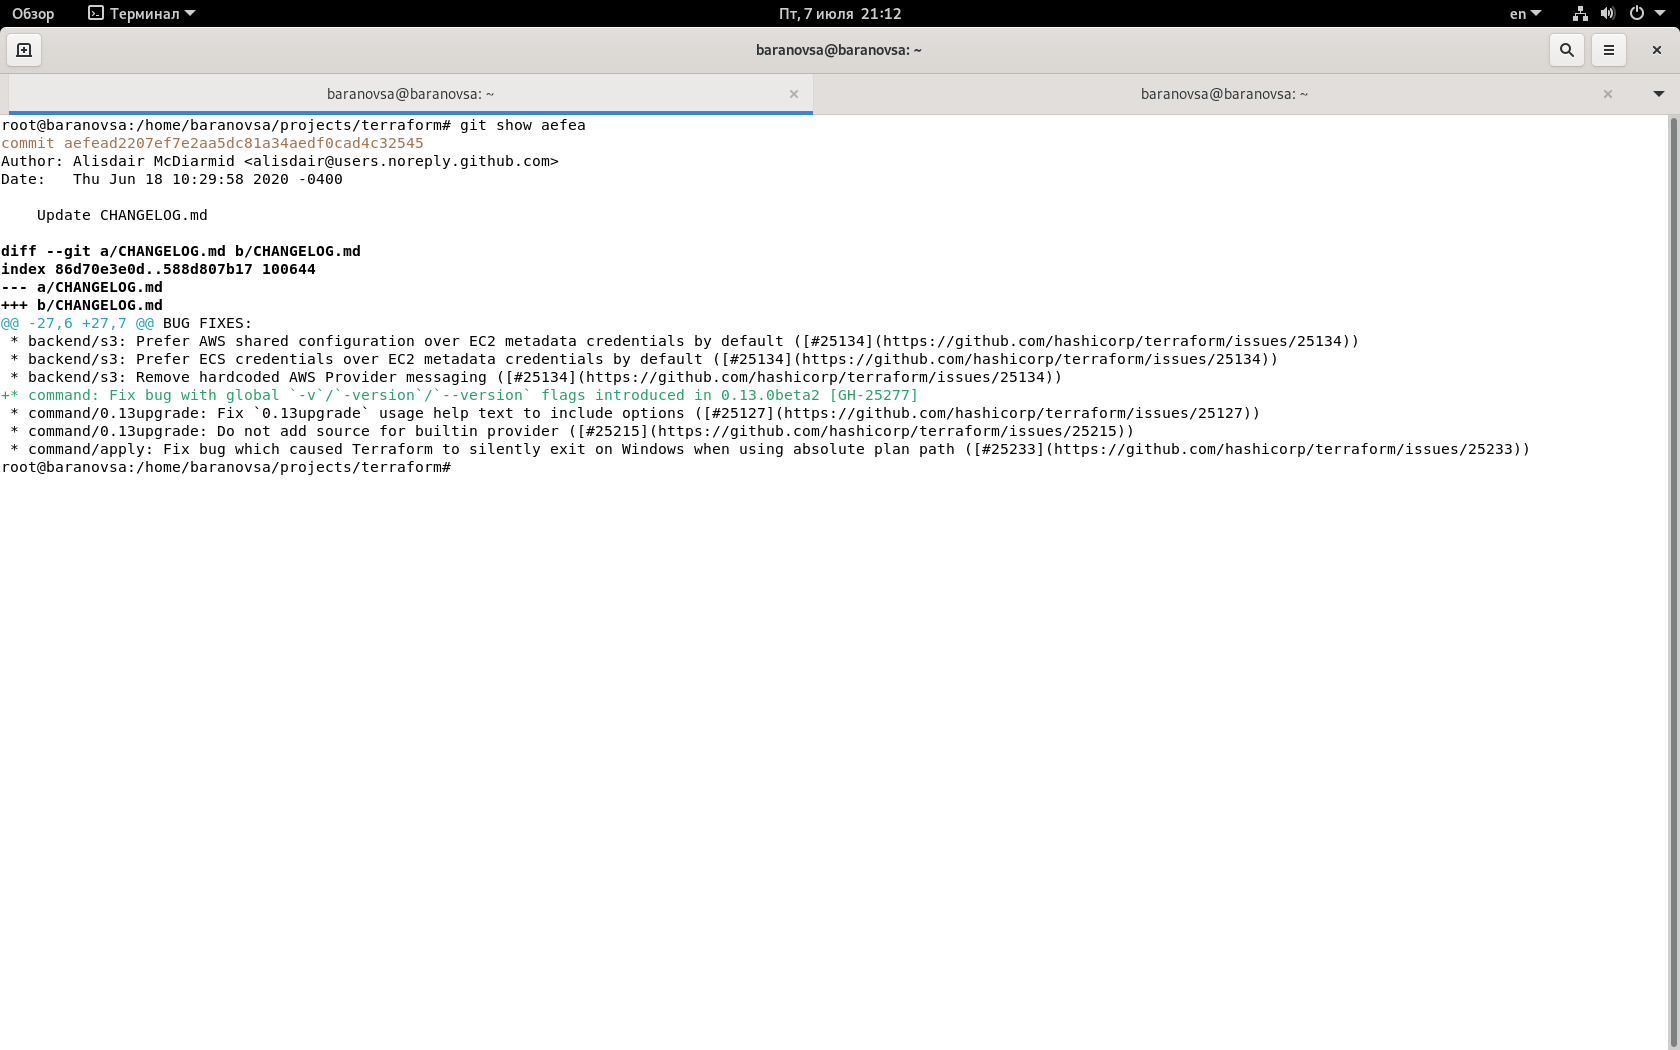 Обзор Терминал Пт, 7 июля 21:12 en
baranovsa@baranovsa: ~
baranovsa@baranovsa: ~ baranovsa@baranovsa: ~
root@baranovsa:/home/baranovsa/projects/terraform# git show aefea
commit aefead2207ef7e2aa5dc81a34aedf0cad4c32545
Author: Alisdair McDiarmid <alisdair@users.noreply.github.com>
Date:   Thu Jun 18 10:29:58 2020 -0400
    Update CHANGELOG.md
diff --git a/CHANGELOG.md b/CHANGELOG.md
index 86d70e3e0d..588d807b17 100644
--- a/CHANGELOG.md
+++ b/CHANGELOG.md
@@ -27,6 +27,7 @@ BUG FIXES:
 * backend/s3: Prefer AWS shared configuration over EC2 metadata credentials by default ([#25134](https://github.com/hashicorp/terraform/issues/25134))
 * backend/s3: Prefer ECS credentials over EC2 metadata credentials by default ([#25134](https://github.com/hashicorp/terraform/issues/25134))
 * backend/s3: Remove hardcoded AWS Provider messaging ([#25134](https://github.com/hashicorp/terraform/issues/25134))
+* command: Fix bug with global `-v`/`-version`/`--version` flags introduced in 0.13.0beta2 [GH-25277]
 * command/0.13upgrade: Fix `0.13upgrade` usage help text to include options ([#25127](https://github.com/hashicorp/terraform/issues/25127))
 * command/0.13upgrade: Do not add source for builtin provider ([#25215](https://github.com/hashicorp/terraform/issues/25215))
 * command/apply: Fix bug which caused Terraform to silently exit on Windows when using absolute plan path ([#25233](https://github.com/hashicorp/terraform/issues/25233))
root@baranovsa:/home/baranovsa/projects/terraform#